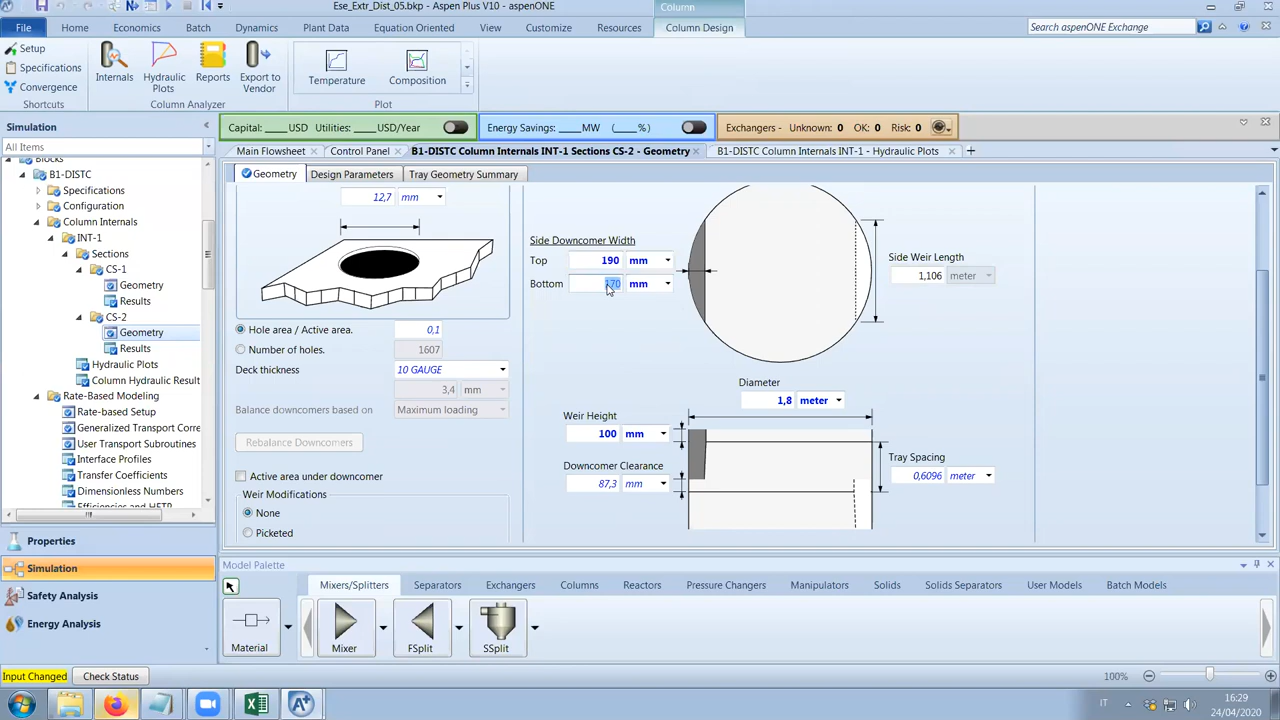 Ese_Extr_Dist_05.bkp - Aspen Plus V10 - aspenONE
Column
File
Home
Economics
Batch
Dynamics
Plant Data
Equation Oriented
View
Customize
Resources
Column Design
Search aspenONE Exchange
Setup
Specifications
Convergence
Shortcuts
Internals
Hydraulic Plots
Reports
Export to Vendor
Column Analyzer
Temperature
Composition
Plot
Capital: ____ USD Utilities: ____ USD/Year
Energy Savings: ____ MW (____%)
Exchangers - Unknown: 0 OK: 0 Risk: 0
Simulation
All Items
Main Flowsheet
Control Panel
B1-DISTC Column Internals INT-1 Sections CS-2 - Geometry
B1-DISTC Column Internals INT-1 - Hydraulic Plots
Geometry
Design Parameters
Tray Geometry Summary
Blocks
B1-DISTC
Specifications
Configuration
Column Internals
INT-1
Sections
CS-1
Geometry
Results
CS-2
Geometry
Results
Hydraulic Plots
Column Hydraulic Result
Rate-Based Modeling
Rate-based Setup
Generalized Transport Corre
User Transport Subroutines
Interface Profiles
Transfer Coefficients
Dimensionless Numbers
Efficiencies and HETP
12,7 mm
Hole area / Active area. 0,1
Number of holes. 1607
Deck thickness 10 GAUGE
3,4 mm
Balance downcomers based on Maximum loading
Rebalance Downcomers
Active area under downcomer
Weir Modifications
None
Picketed
Side Downcomer Width
Top 190 mm
Bottom 170 mm
Side Weir Length
1,106 meter
Diameter
1,8 meter
Weir Height
100 mm
Downcomer Clearance
87,3 mm
Tray Spacing
0,6096 meter
Properties
Simulation
Safety Analysis
Energy Analysis
Model Palette
Mixers/Splitters
Separators
Exchangers
Columns
Reactors
Pressure Changers
Manipulators
Solids
Solids Separators
User Models
Batch Models
Material
Mixer
FSplit
SSplit
Input Changed
Check Status
100%
IT
16:29
24/04/2020